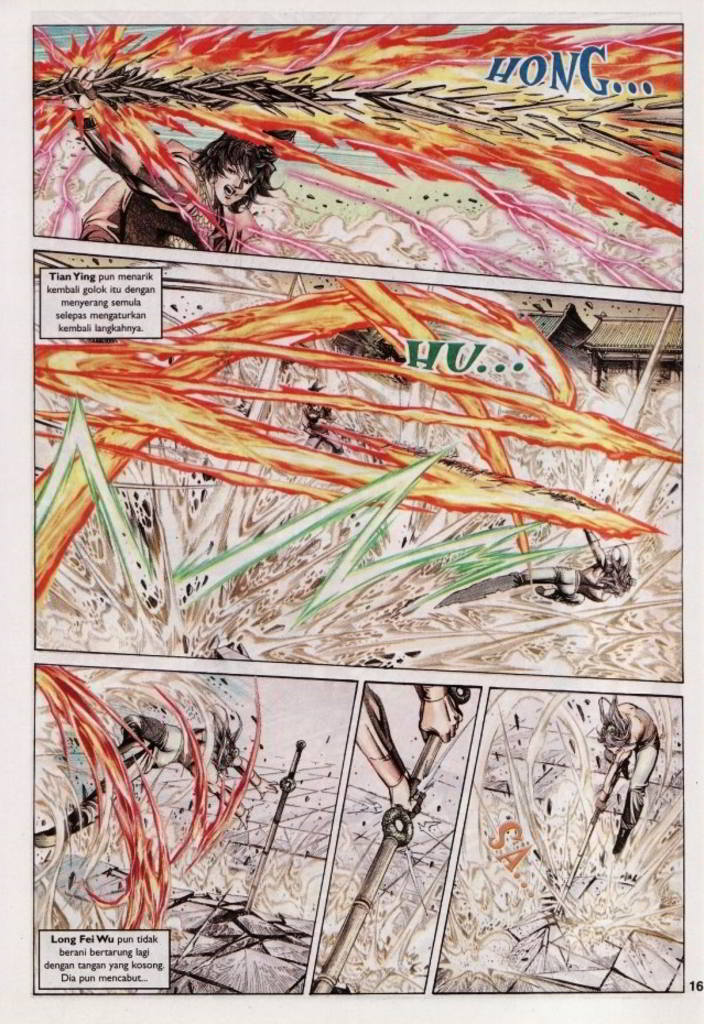 HONG...
Tian Ying pun menarik
kembali golok itu dengan
menyerang semula
selepas mengaturkan
kembali langkahnya.
HU...
Long Fei Wu pun tidak
berani bertarung lagi
dengan tangan yang kosong.
Dia pun mencabut...
SA...
16